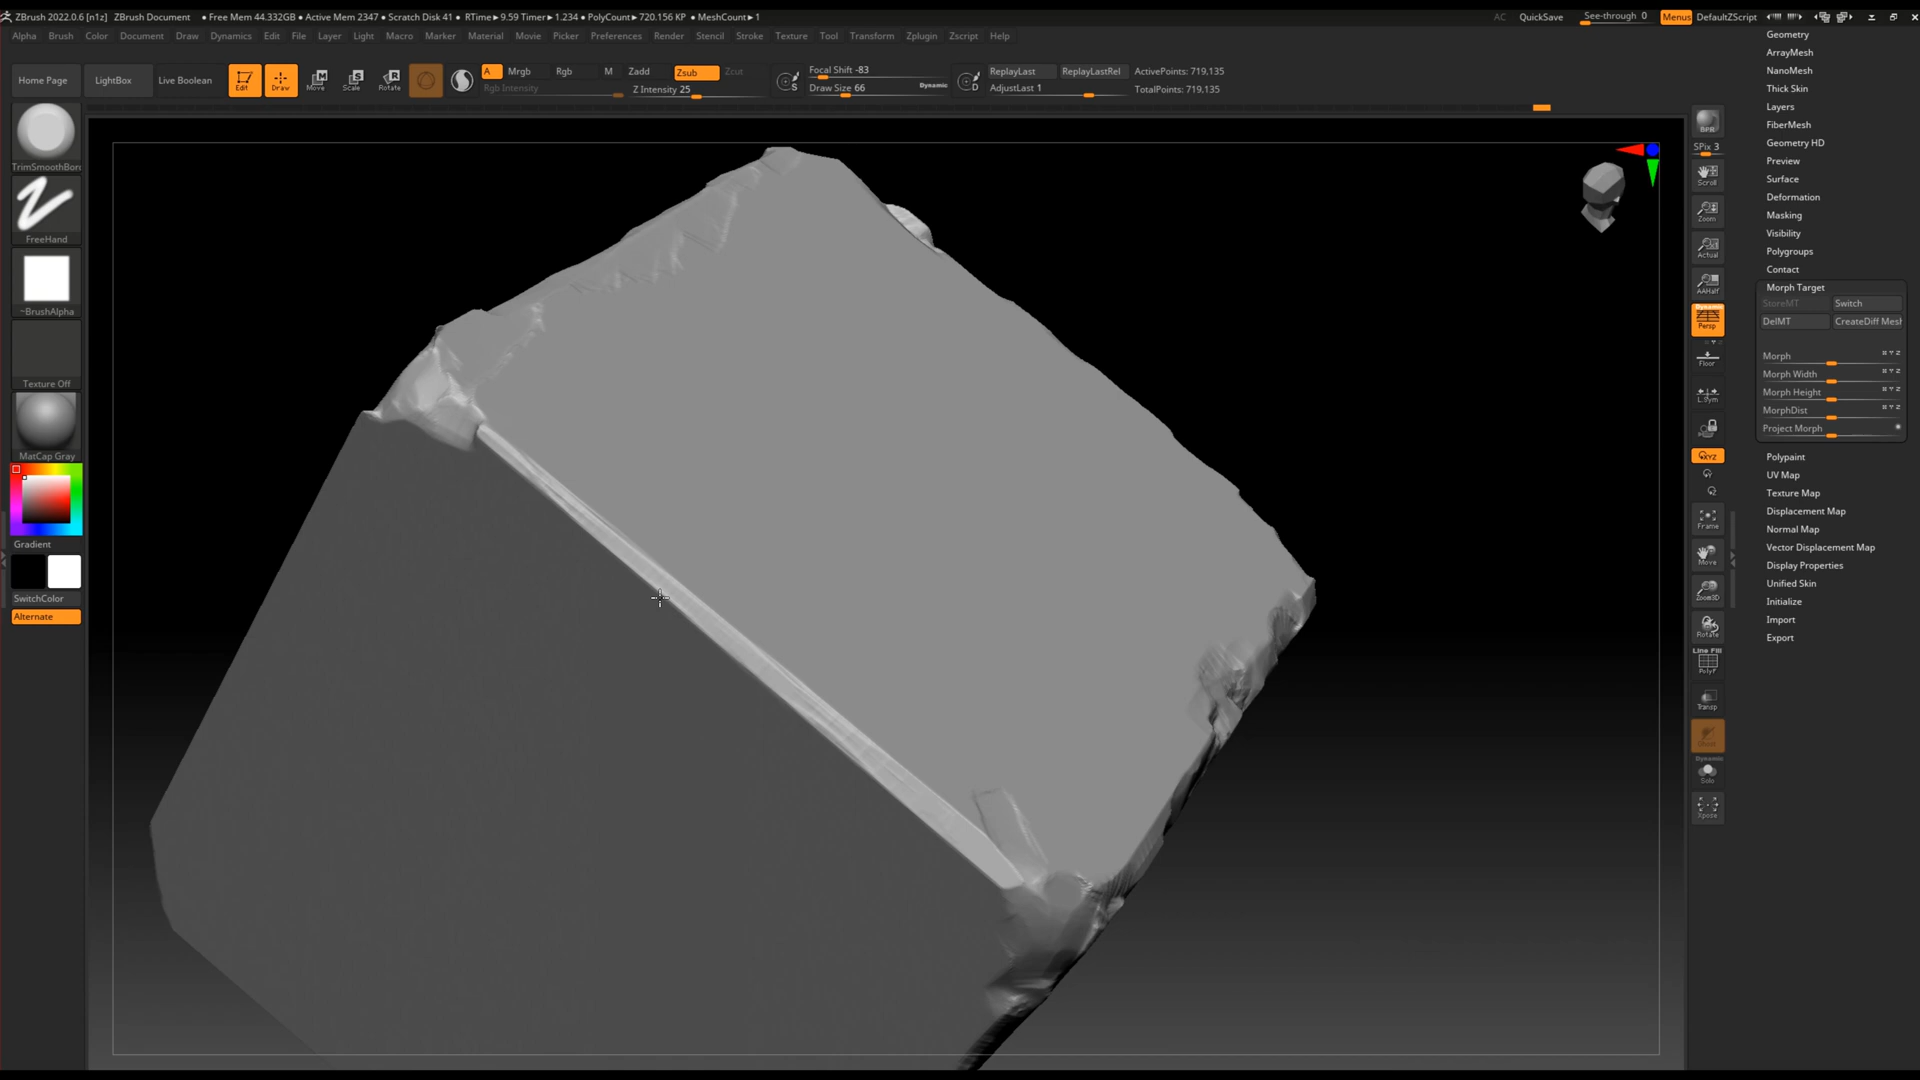 ZBrush 2022.0.6 [n1z] ZBrush Document • Free Mem 44.332GB • Active Mem 2347 • Scratch Disk 41 • RTime▸9.59 Timer▸1.234 • PolyCount▸720.156 KP • MeshCount▸1 AC QuickSave See-through 0 Menus DefaultZScript
Alpha Brush Color Document Draw Dynamics Edit File Layer Light Macro Marker Material Movie Picker Preferences Render Stencil Stroke Texture Tool Transform Zplugin Zscript Help
Home Page LightBox Live Boolean Edit Draw Move Scale Rotate
A Mrgb Rgb M Zadd Zsub Zcut
Rgb Intensity Z Intensity 25
Focal Shift -83
Draw Size 66 Dynamic
S
D
ReplayLast ReplayLastRel ActivePoints: 719,135
AdjustLast 1 TotalPoints: 719,135
TrimSmoothBord
FreeHand
~BrushAlpha
Texture Off
MatCap Gray
Gradient
SwitchColor
Alternate
BPR
SPix 3
Scroll
Zoom
Actual
AAHalf
Dynamic
Persp
Floor
L.Sym
XYZ
Frame
Move
Zoom3D
Rotate
Line Fill
PolyF
Transp
Ghost
Dynamic
Solo
Xpose
Geometry
ArrayMesh
NanoMesh
Thick Skin
Layers
FiberMesh
Geometry HD
Preview
Surface
Deformation
Masking
Visibility
Polygroups
Contact
Morph Target
StoreMT Switch
DelMT CreateDiff Mesh
Morph
Morph Width
Morph Height
MorphDist
Project Morph
Polypaint
UV Map
Texture Map
Displacement Map
Normal Map
Vector Displacement Map
Display Properties
Unified Skin
Initialize
Import
Export